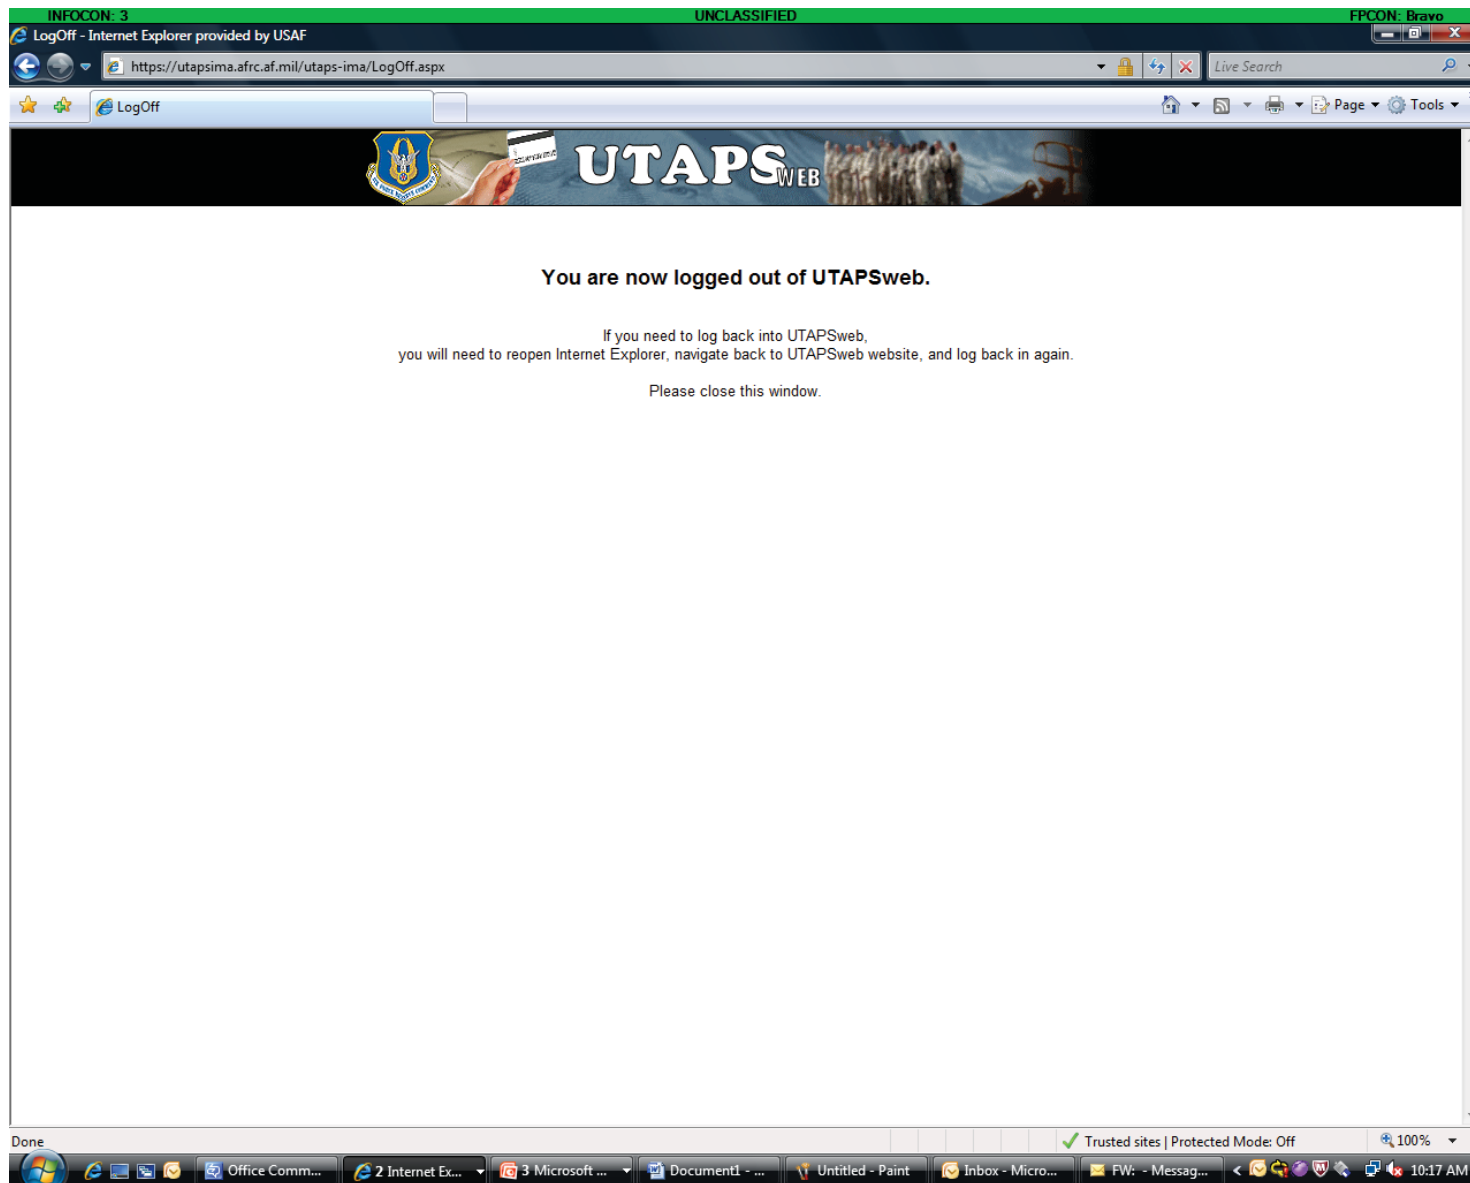 INFOCON: 3 UNCLASSIFIED FPCON: Bravo
LogOff - Internet Explorer provided by USAF
https://utapsima.afrc.af.mil/utaps-ima/LogOff.aspx Live Search
LogOff Page Tools
UTAPSWEB
You are now logged out of UTAPSweb.
If you need to log back into UTAPSweb,
you will need to reopen Internet Explorer, navigate back to UTAPSweb website, and log back in again.
Please close this window.
Done Trusted sites | Protected Mode: Off 100%
Office Comm... 2 Internet Ex... 3 Microsoft ... Document1 - ... Untitled - Paint Inbox - Micro... FW: - Messag... < 10:17 AM